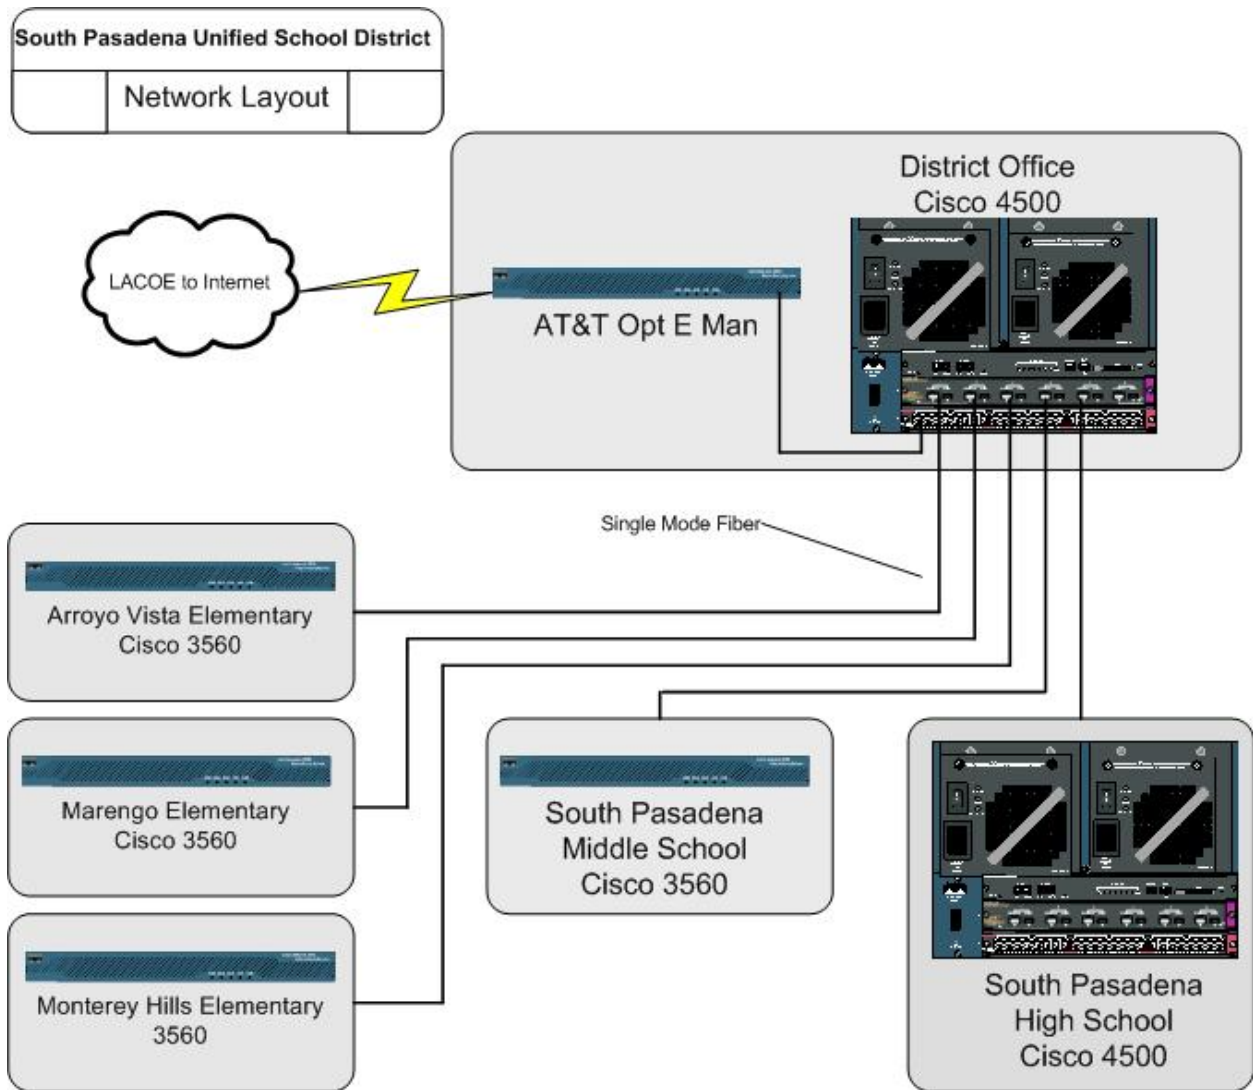 South Pasadena Unified School District
Network Layout
District Office
Cisco 4500
LACOE to Internet
AT&T Opt E Man
Single Mode Fiber
Arroyo Vista Elementary
Cisco 3560
Marengo Elementary
Cisco 3560
South Pasadena
Middle School
Cisco 3560
Monterey Hills Elementary
3560
South Pasadena
High School
Cisco 4500